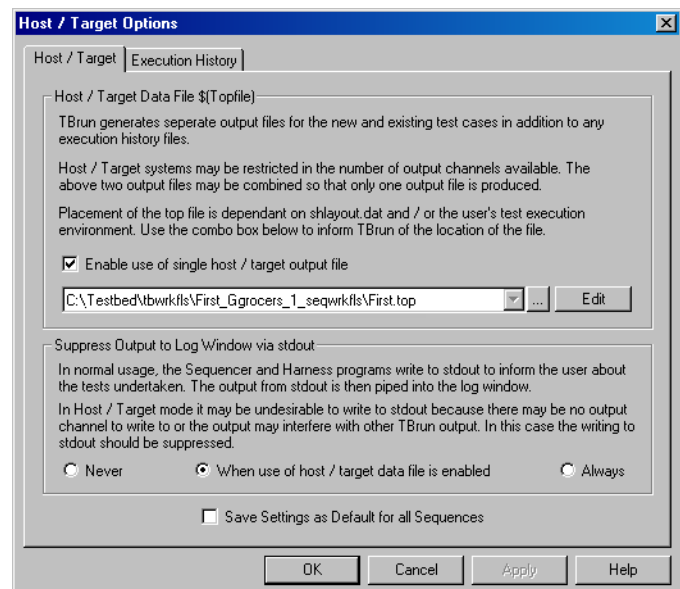 Host / Target Options
Host / Target
Execution History
Host / Target Data File $(Topfile)
TBrun generates seperate output files for the new and existing test cases in addition to any
execution history files.
Host / Target systems may be restricted in the number of output channels available. The
above two output files may be combined so that only one output file is produced.
Placement of the top file is dependant on shlayout.dat and / or the user's test execution
environment. Use the combo box below to inform TBrun of the location of the file.
Enable use of single host / target output file
C:\Testbed\tbwrkfls\First_Ggrocers_1_seqwrkfls\First.top
...
Edit
Suppress Output to Log Window via stdout
In normal usage, the Sequencer and Harness programs write to stdout to inform the user about
the tests undertaken. The output from stdout is then piped into the log window.
In Host / Target mode it may be undesirable to write to stdout because there may be no output
channel to write to or the output may interfere with other TBrun output. In this case the writing to
stdout should be suppressed.
Never
When use of host / target data file is enabled
Always
Save Settings as Default for all Sequences
OK
Cancel
Apply
Help